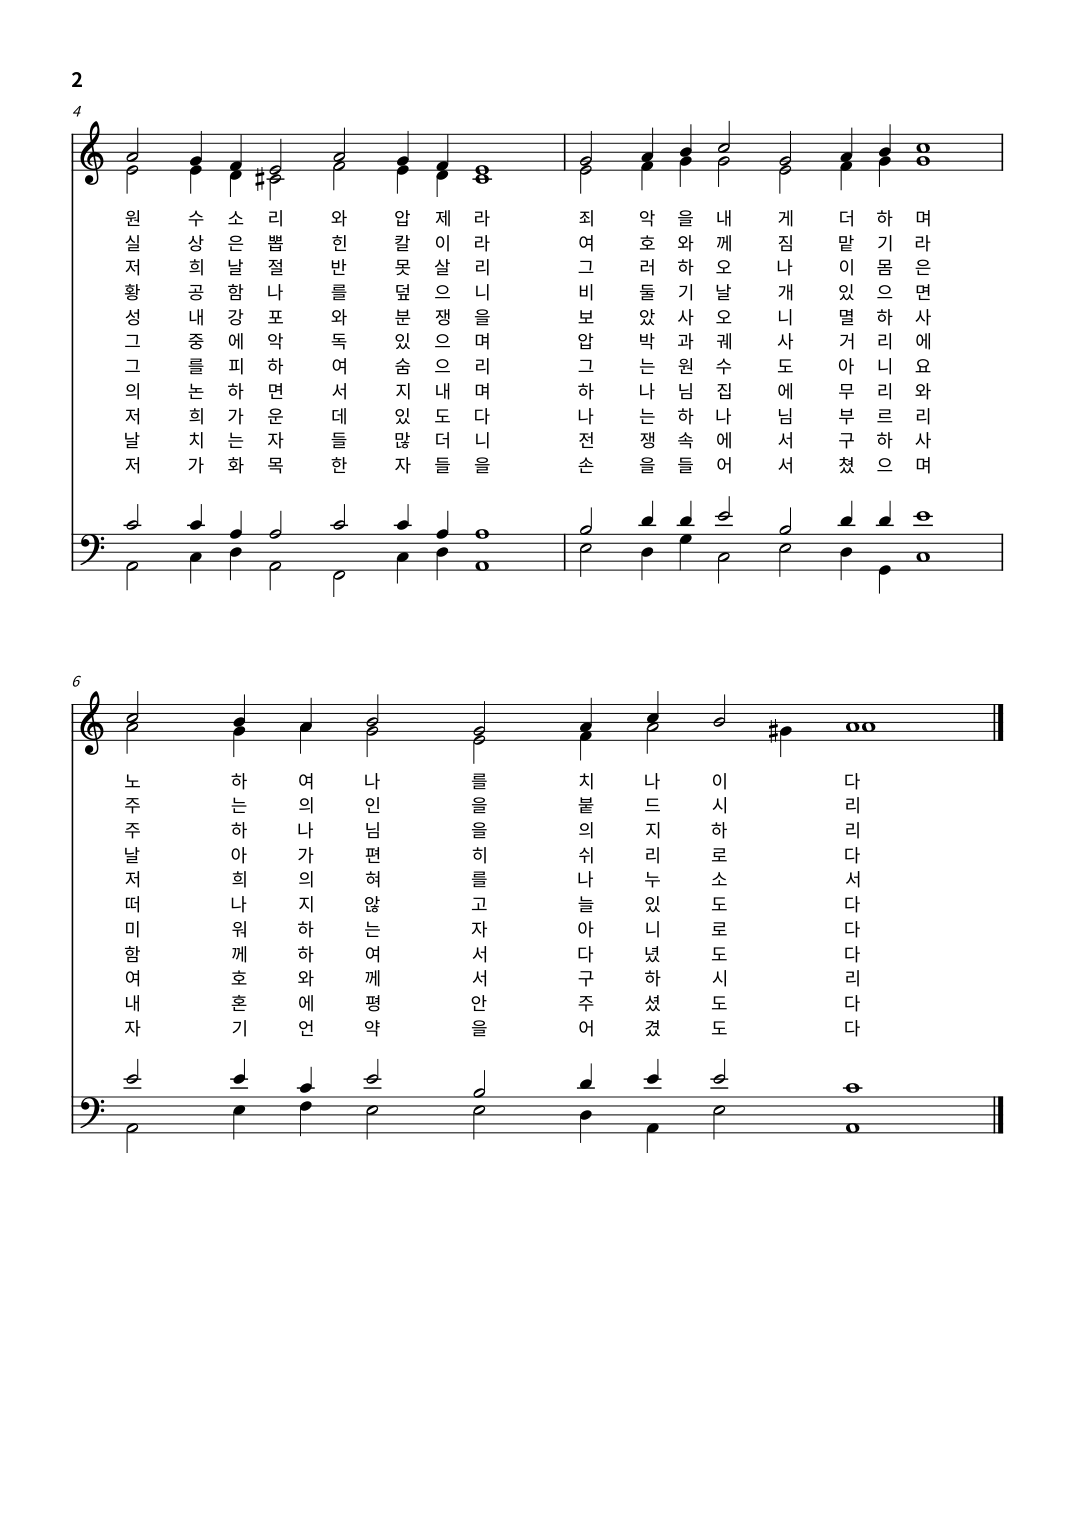 2
4
원 수 소 리 와 압 제 라 죄 악 을 내 게 더 하 며
실 상 은 뽑 힌 칼 이 라 여 호 와 께 짐 맡 기 라
저 희 날 절 반 못 살 리 그 러 하 오 나 이 몸 은
황 공 함 나 를 덮 으 니 비 둘 기 날 개 있 으 면
성 내 강 포 와 분 쟁 을 보 았 사 오 니 멸 하 사
그 중 에 악 독 있 으 며 압 박 과 궤 사 거 리 에
그 를 피 하 여 숨 으 리 그 는 원 수 도 아 니 요
의 논 하 면 서 지 내 며 하 나 님 집 에 무 리 와
저 희 가 운 데 있 도 다 나 는 하 나 님 부 르 리
날 치 는 자 들 많 더 니 전 쟁 속 에 서 구 하 사
저 가 화 목 한 자 들 을 손 을 들 어 서 쳤 으 며
6
노 하 여 나 를 치 나 이 다
주 는 의 인 을 붙 드 시 리
주 하 나 님 을 의 지 하 리
날 아 가 편 히 쉬 리 로 다
저 희 의 혀 를 나 누 소 서
떠 나 지 않 고 늘 있 도 다
미 워 하 는 자 아 니 로 다
함 께 하 여 서 다 녔 도 다
여 호 와 께 서 구 하 시 리
내 혼 에 평 안 주 셨 도 다
자 기 언 약 을 어 겼 도 다